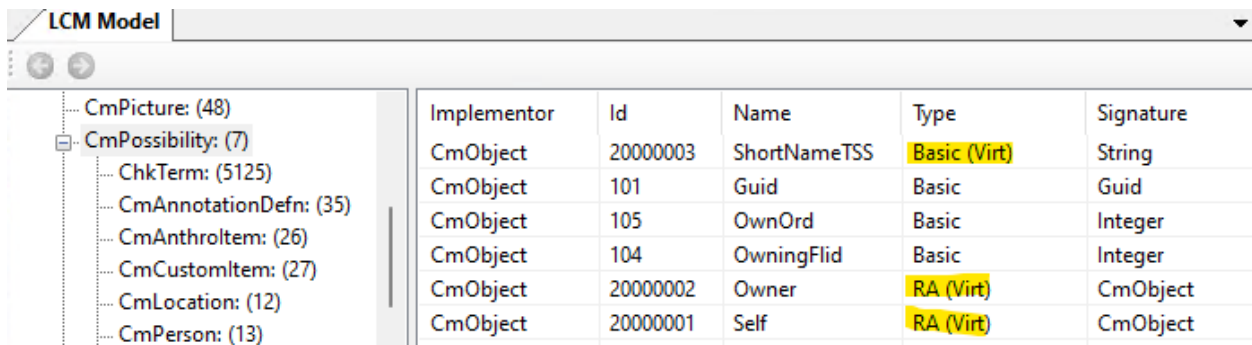 LCM Model
CmPicture: (48)
CmPossibility: (7)
ChkTerm: (5125)
CmAnnotationDefn: (35)
CmAnthroItem: (26)
CmCustomItem: (27)
CmLocation: (12)
CmPerson: (13)
Implementor Id Name Type Signature
CmObject 20000003 ShortNameTSS Basic (Virt) String
CmObject 101 Guid Basic Guid
CmObject 105 OwnOrd Basic Integer
CmObject 104 OwningFlid Basic Integer
CmObject 20000002 Owner RA (Virt) CmObject
CmObject 20000001 Self RA (Virt) CmObject